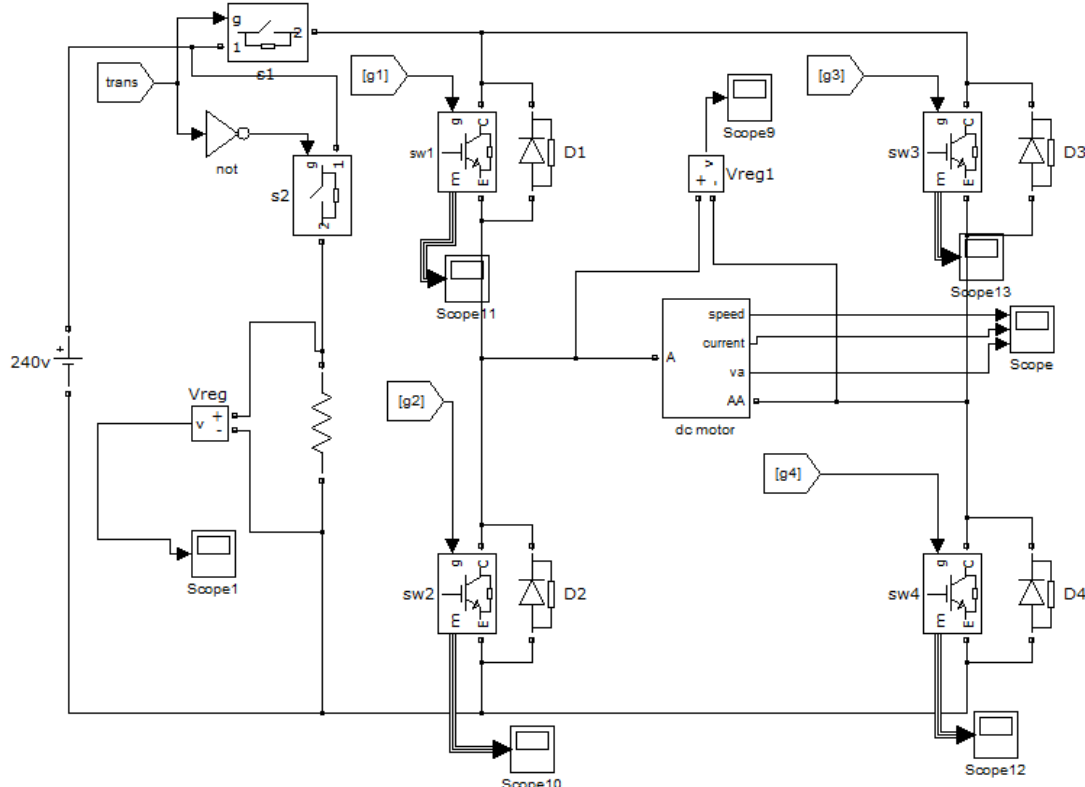 g
1
2
s1
trans
not
g
1
s2
2
[g1]
g
C
sw1
m
E
D1
Scope9
v
+
-
Vreg1
[g3]
g
C
sw3
m
E
D3
Scope11
Scope13
240v
+
Vreg
v
+
-
Scope1
[g2]
A
speed
current
va
AA
dc motor
Scope
[g4]
g
C
sw2
m
E
D2
g
C
sw4
m
E
D4
Scope10
Scope12